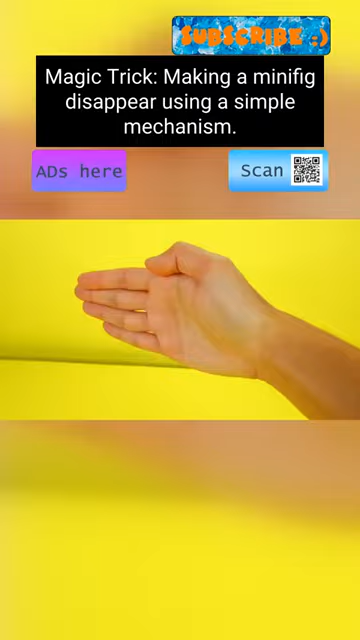 SUBSCRIBE :)
Magic Trick: Making a minifig
disappear using a simple
mechanism.
ADs here
Scan